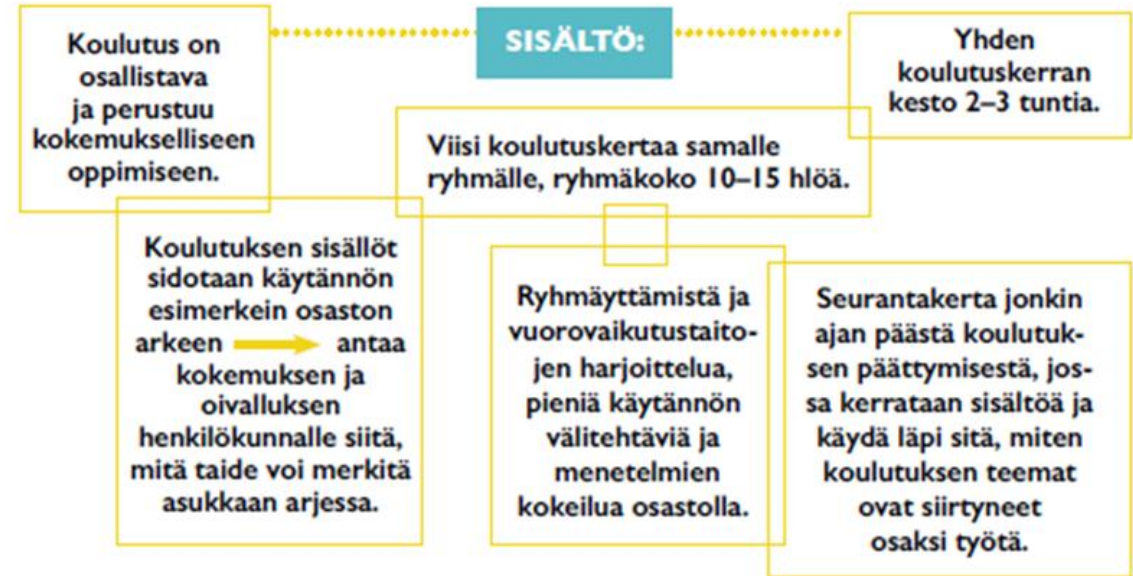 SISÄLTÖ:
Koulutus on
osallistava
ja perustuu
kokemukselliseen
oppimiseen.
Yhden
koulutuskerran
kesto 2–3 tuntia.
Viisi koulutuskertaa samalle
ryhmälle, ryhmäkoko 10–15 hlöä.
Koulutuksen sisällöt
sidotaan käytännön
esimerkein osaston
arkeen → antaa
kokemuksen ja
oivalluksen
henkilökunnalle siitä,
mitä taide voi merkitä
asukkaan arjessa.
Ryhmäyttämistä ja
vuorovaikutustaito-
jen harjoittelua,
pieniä käytännön
välitehtäviä ja
menetelmien
kokeilua osastolla.
Seurantakerta jonkin
ajan päästä koulutuk-
sen päättymisestä, jos-
sa kerrataan sisältöä ja
käydä läpi sitä, miten
koulutuksen teemat
ovat siirtyneet
osaksi työtä.